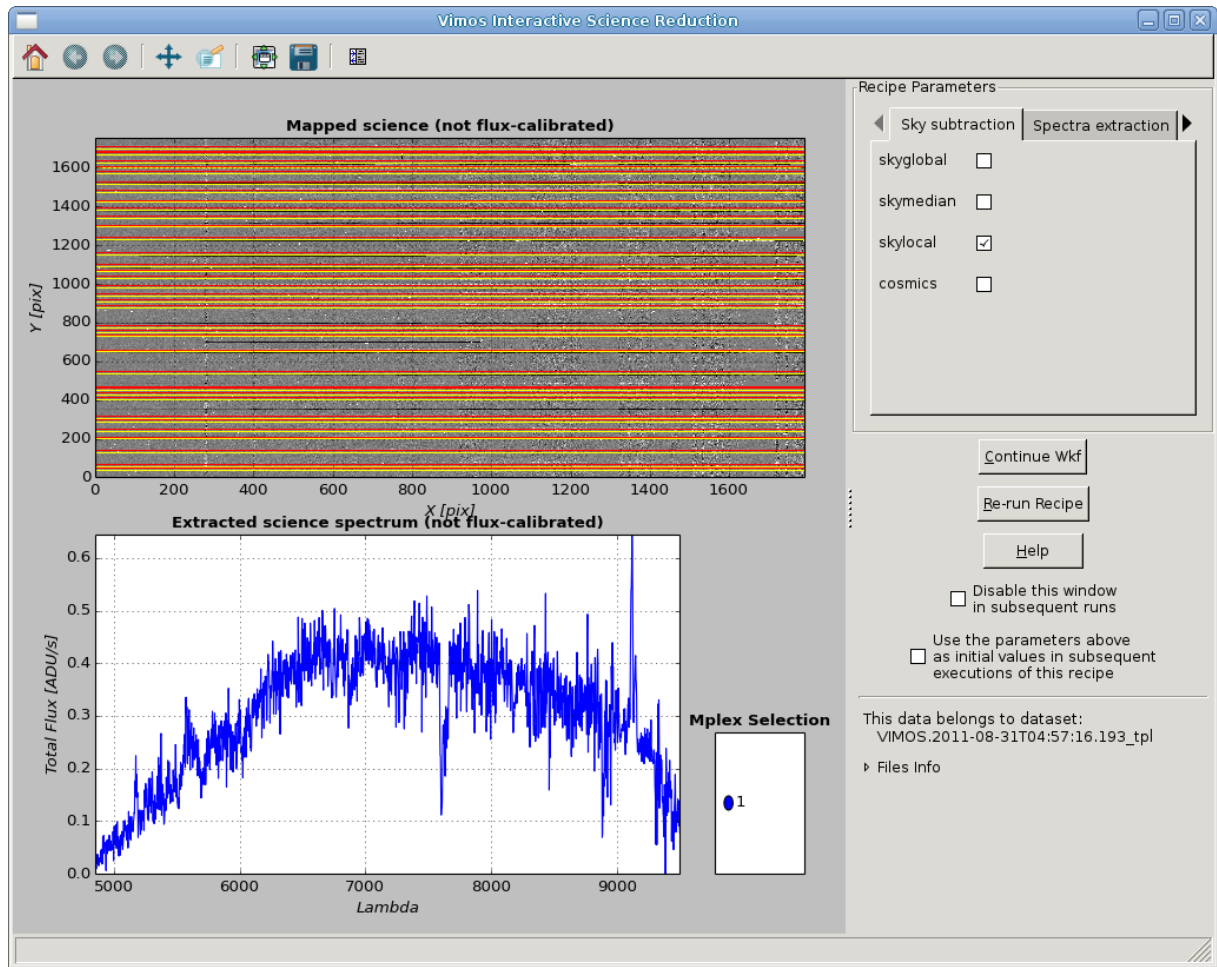 Vimos Interactive Science Reduction
Mapped science (not flux-calibrated)
1600
1400
1200
1000
800
600
400
200
0
Y [pix]
0 200 400 600 800 1000 1200 1400 1600
X [pix]
Extracted science spectrum (not flux-calibrated)
0.6
0.5
0.4
0.3
0.2
0.1
0.0
Total Flux [ADU/s]
5000 6000 7000 8000 9000
Lambda
Mplex Selection
1
Recipe Parameters
Sky subtraction Spectra extraction
skyglobal
skymedian
skylocal
cosmics
Continue Wkf
Re-run Recipe
Help
Disable this window
in subsequent runs
Use the parameters above
as initial values in subsequent
executions of this recipe
This data belongs to dataset:
VIMOS.2011-08-31T04:57:16.193_tpl
Files Info